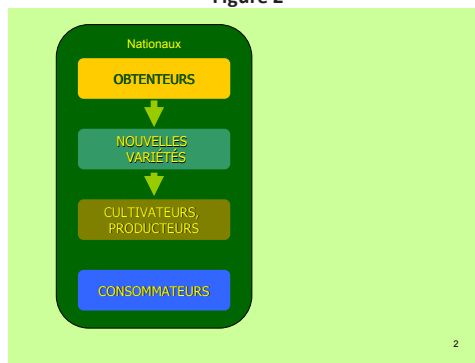 Figure 2
Nationaux
OBTENTEURS
NOUVELLES
VARIÉTÉS
CULTIVATEURS,
PRODUCTEURS
CONSOMMATEURS
2